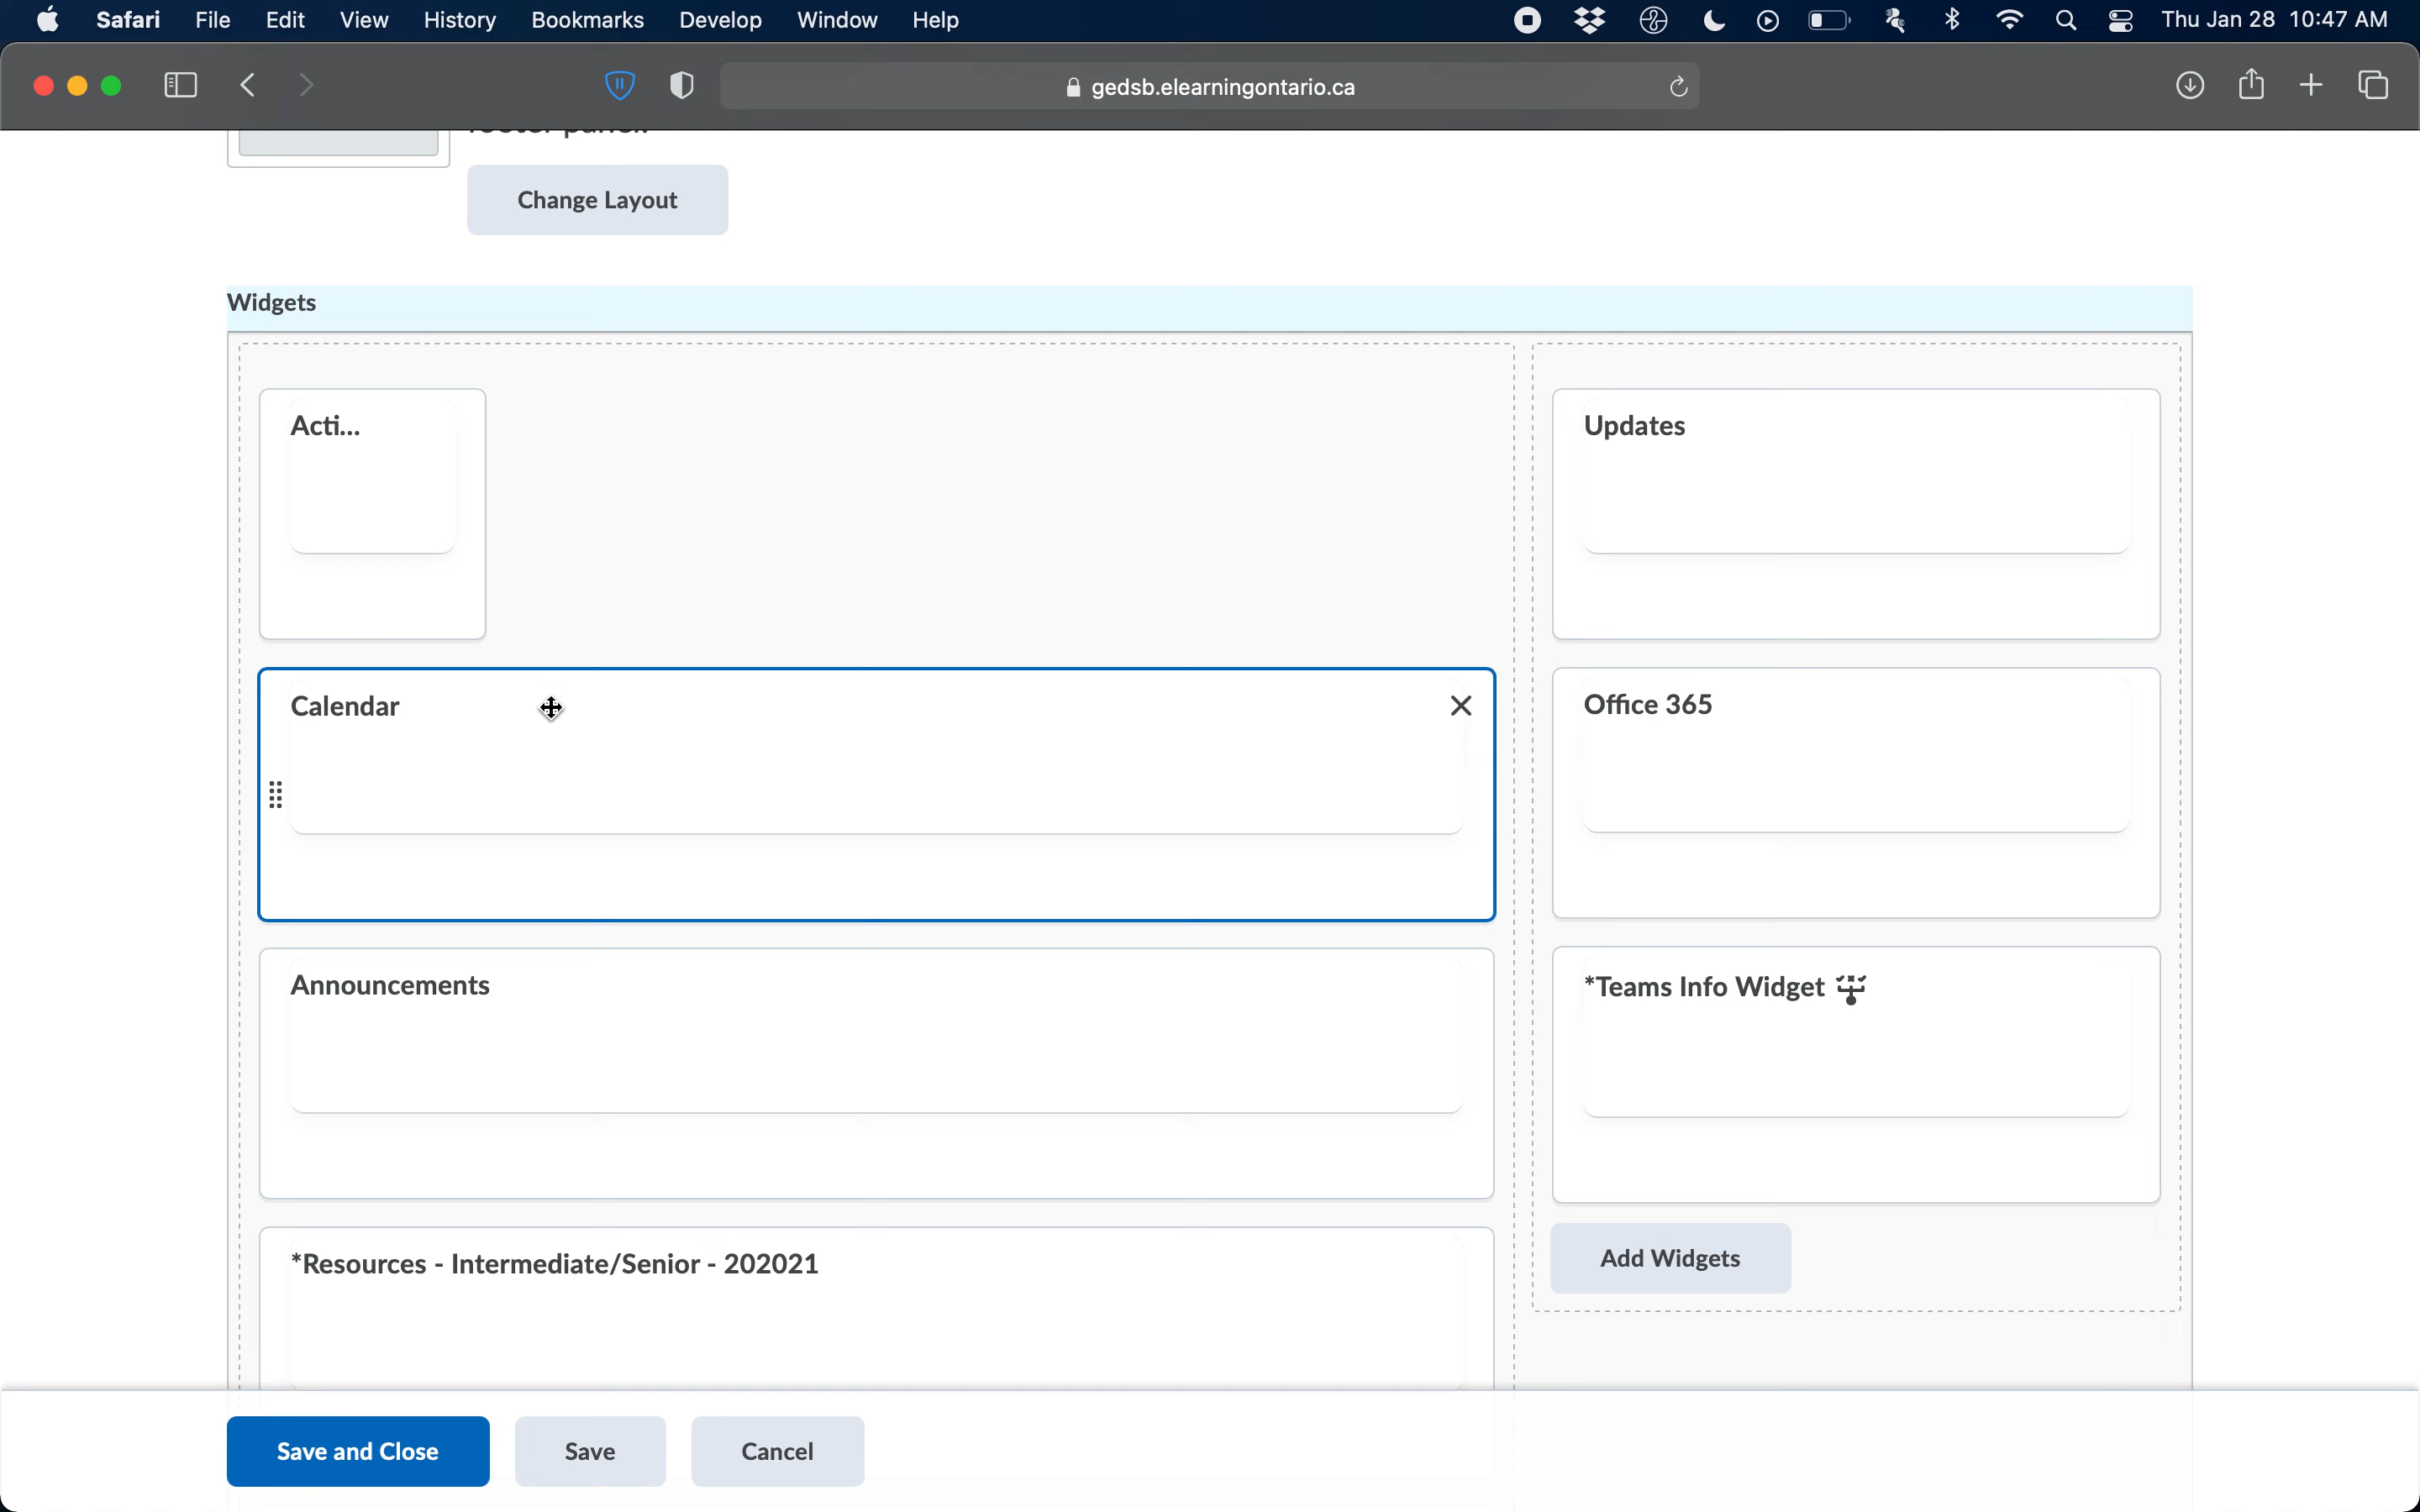 Safari File Edit View History Bookmarks Develop Window Help Thu Jan 28 10:47 AM
gedsb.elearningontario.ca
footer panel.
Change Layout
Widgets
Acti...
Updates
Calendar
Office 365
Announcements
*Teams Info Widget
*Resources - Intermediate/Senior - 202021
Add Widgets
Save and Close Save Cancel